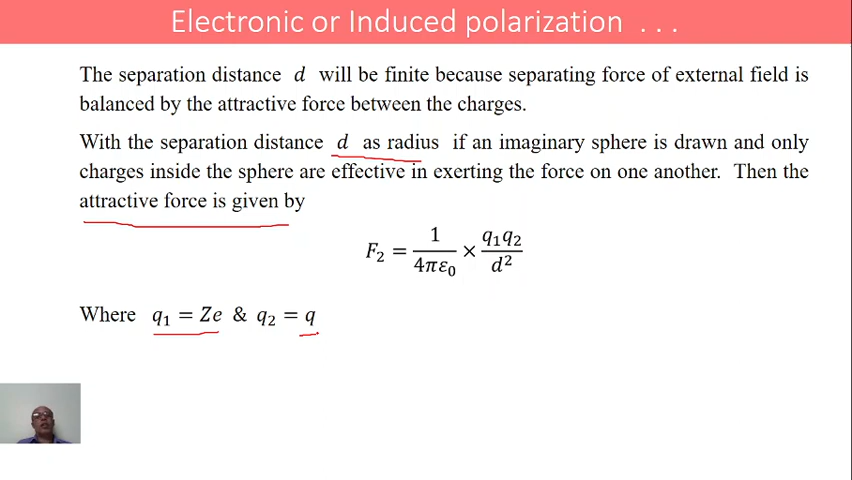 Electronic or Induced polarization . . .
The separation distance d will be finite because separating force of external field is
balanced by the attractive force between the charges.
With the separation distance d as radius if an imaginary sphere is drawn and only
charges inside the sphere are effective in exerting the force on one another. Then the
attractive force is given by
F₂ = 1/(4πε₀) × q₁q₂/d²
Where q₁ = Ze & q₂ = q